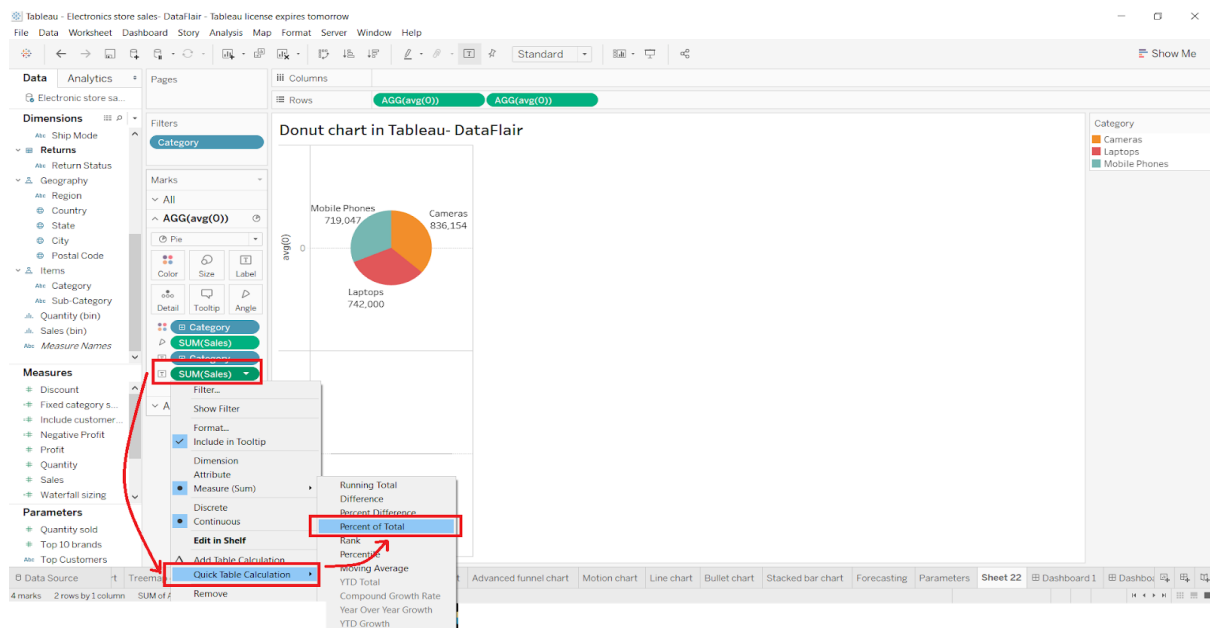 Tableau - Electronics store sales- DataFlair - Tableau license expires tomorrow
File Data Worksheet Dashboard Story Analysis Map Format Server Window Help
Standard
Show Me
Data Analytics
Electronic store sa...
Dimensions
Abc Ship Mode
Returns
Abc Return Status
Geography
Abc Region
Country
State
City
Postal Code
Items
Abc Category
Abc Sub-Category
Quantity (bin)
Sales (bin)
Abc Measure Names
Measures
# Discount
=# Fixed category s...
=# Include customer...
=# Negative Profit
# Profit
# Quantity
# Sales
=# Waterfall sizing
Parameters
# Quantity sold
# Top 10 brands
Abc Top Customers
Pages
Filters
Category
Marks
All
AGG(avg(0))
Pie
Color Size Label
Detail Tooltip Angle
Category
SUM(Sales)
Category
SUM(Sales)
A
iii Columns
Rows
AGG(avg(0)) AGG(avg(0))
Donut chart in Tableau- DataFlair
Mobile Phones
719,047
Cameras
836,154
Laptops
742,000
avg(0)
0
Category
Cameras
Laptops
Mobile Phones
Filter...
Show Filter
Format...
Include in Tooltip
Dimension
Attribute
Measure (Sum)
Discrete
Continuous
Edit in Shelf
Add Table Calculation
Quick Table Calculation
Remove
Running Total
Difference
Percent Difference
Percent of Total
Rank
Percentile
Moving Average
YTD Total
Compound Growth Rate
Year Over Year Growth
YTD Growth
Data Source Treemap Advanced funnel chart Motion chart Line chart Bullet chart Stacked bar chart Forecasting Parameters Sheet 22 Dashboard 1
4 marks 2 rows by 1 column SUM of